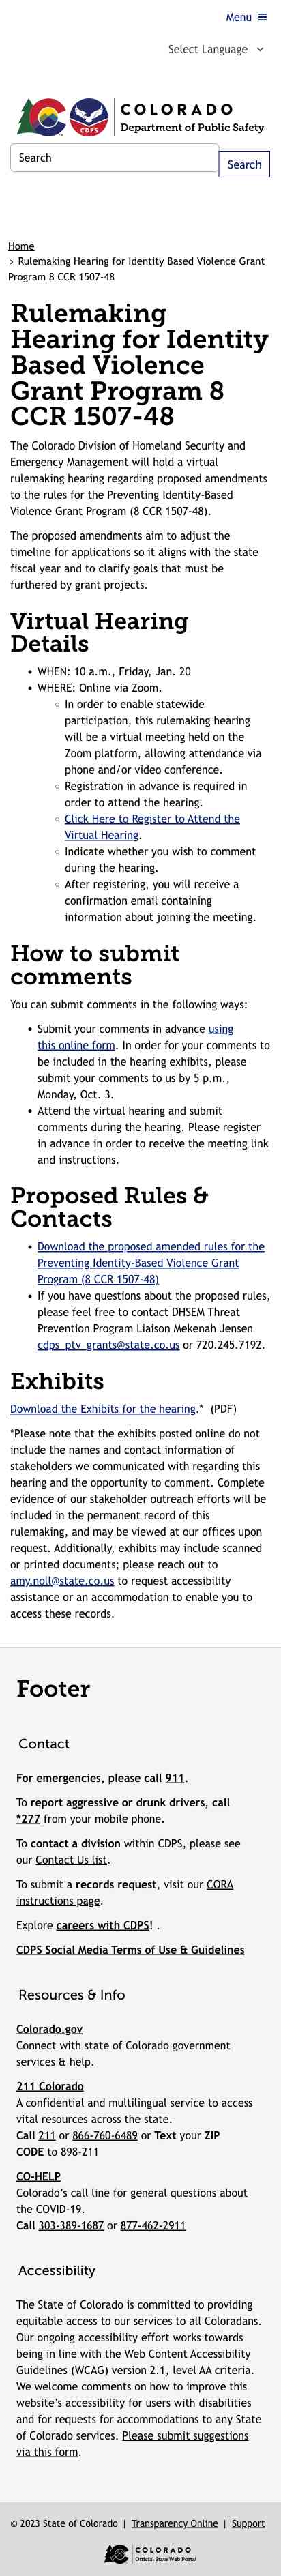 Menu ≡
Select Language
COLORADO
CDPS
Department of Public Safety
Search
Search
Home
› Rulemaking Hearing for Identity Based Violence Grant
Program 8 CCR 1507-48
Rulemaking
Hearing for Identity
Based Violence
Grant Program 8
CCR 1507-48
The Colorado Division of Homeland Security and
Emergency Management will hold a virtual
rulemaking hearing regarding proposed amendments
to the rules for the Preventing Identity-Based
Violence Grant Program (8 CCR 1507-48).
The proposed amendments aim to adjust the
timeline for applications so it aligns with the state
fiscal year and to clarify goals that must be
furthered by grant projects.
Virtual Hearing
Details
• WHEN: 10 a.m., Friday, Jan. 20
• WHERE: Online via Zoom.
◦ In order to enable statewide
participation, this rulemaking hearing
will be a virtual meeting held on the
Zoom platform, allowing attendance via
phone and/or video conference.
◦ Registration in advance is required in
order to attend the hearing.
◦ Click Here to Register to Attend the
Virtual Hearing.
◦ Indicate whether you wish to comment
during the hearing.
◦ After registering, you will receive a
confirmation email containing
information about joining the meeting.
How to submit
comments
You can submit comments in the following ways:
• Submit your comments in advance using
this online form. In order for your comments to
be included in the hearing exhibits, please
submit your comments to us by 5 p.m.,
Monday, Oct. 3.
• Attend the virtual hearing and submit
comments during the hearing. Please register
in advance in order to receive the meeting link
and instructions.
Proposed Rules &
Contacts
• Download the proposed amended rules for the
Preventing Identity-Based Violence Grant
Program (8 CCR 1507-48)
• If you have questions about the proposed rules,
please feel free to contact DHSEM Threat
Prevention Program Liaison Mekenah Jensen
cdps_ptv_grants@state.co.us or 720.245.7192.
Exhibits
Download the Exhibits for the hearing.* (PDF)
*Please note that the exhibits posted online do not
include the names and contact information of
stakeholders we communicated with regarding this
hearing and the opportunity to comment. Complete
evidence of our stakeholder outreach efforts will be
included in the permanent record of this
rulemaking, and may be viewed at our offices upon
request. Additionally, exhibits may include scanned
or printed documents; please reach out to
amy.noll@state.co.us to request accessibility
assistance or an accommodation to enable you to
access these records.
Footer
Contact
For emergencies, please call 911.
To report aggressive or drunk drivers, call
*277 from your mobile phone.
To contact a division within CDPS, please see
our Contact Us list.
To submit a records request, visit our CORA
instructions page.
Explore careers with CDPS! .
CDPS Social Media Terms of Use & Guidelines
Resources & Info
Colorado.gov
Connect with state of Colorado government
services & help.
211 Colorado
A confidential and multilingual service to access
vital resources across the state.
Call 211 or 866-760-6489 or Text your ZIP
CODE to 898-211
CO-HELP
Colorado's call line for general questions about
the COVID-19.
Call 303-389-1687 or 877-462-2911
Accessibility
The State of Colorado is committed to providing
equitable access to our services to all Coloradans.
Our ongoing accessibility effort works towards
being in line with the Web Content Accessibility
Guidelines (WCAG) version 2.1, level AA criteria.
We welcome comments on how to improve this
website's accessibility for users with disabilities
and for requests for accommodations to any State
of Colorado services. Please submit suggestions
via this form.
© 2023 State of Colorado | Transparency Online | Support
COLORADO
Official State Web Portal